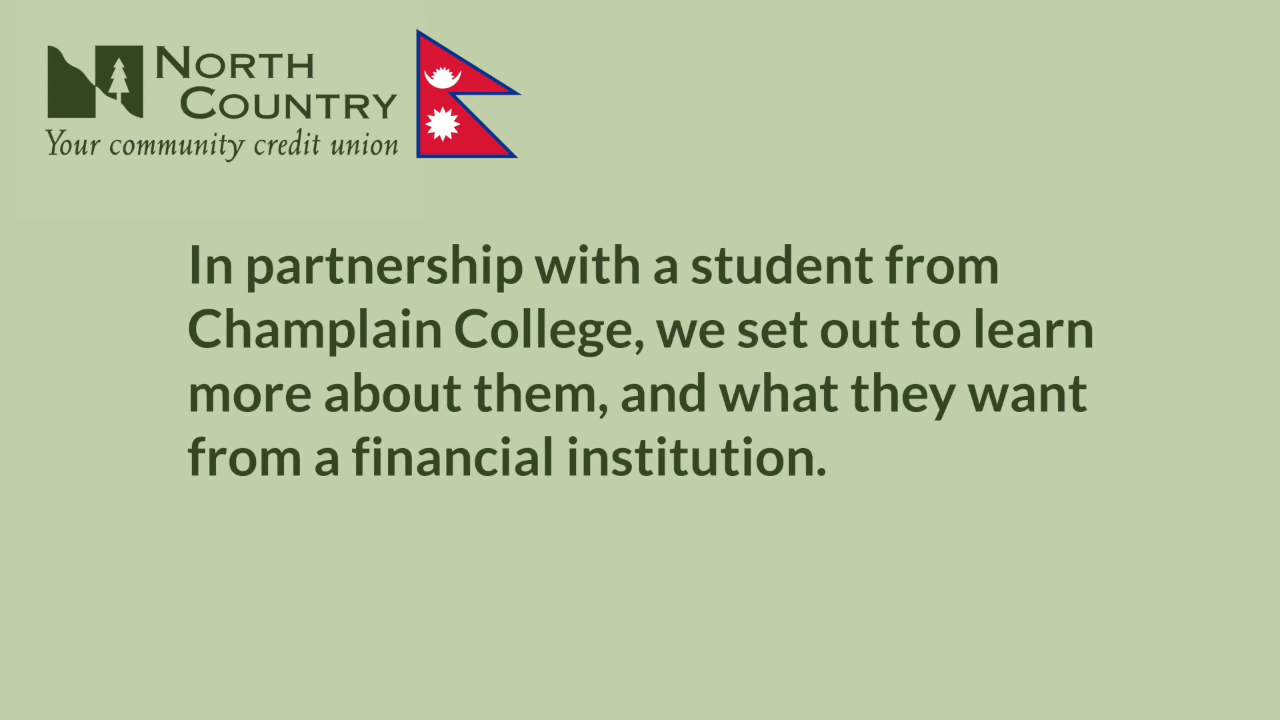 North
Country
Your community credit union
In partnership with a student from
Champlain College, we set out to learn
more about them, and what they want
from a financial institution.